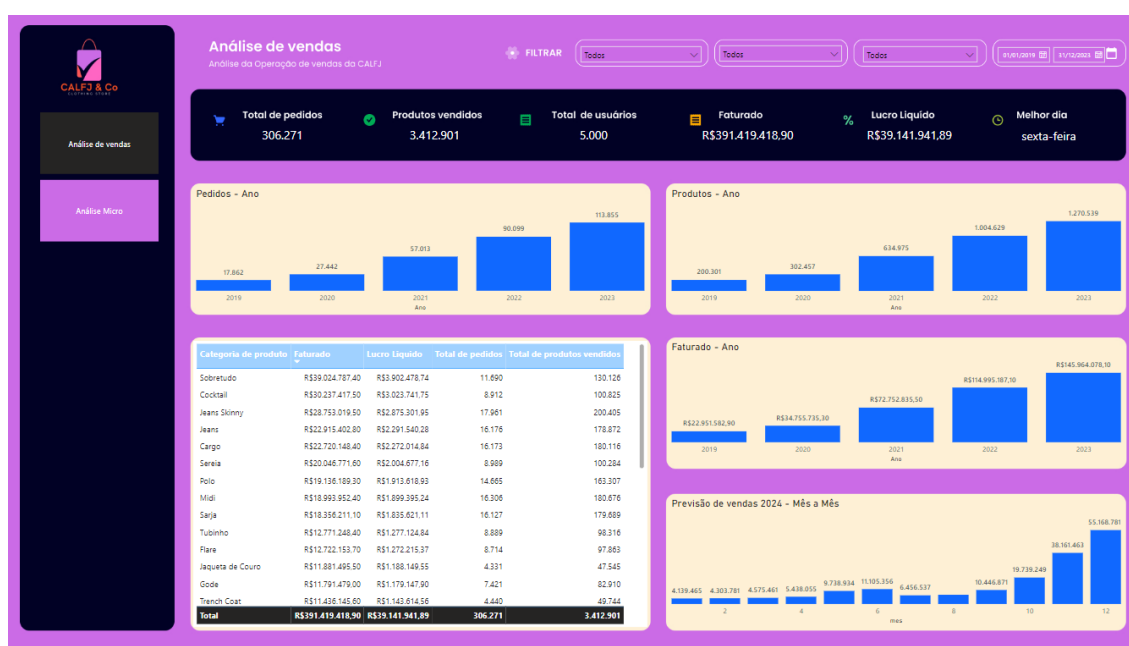 CALFJ & Co
CLOTHING STORE
Análise de vendas
Análise Micro
Análise de vendas
Análise da Operação de vendas da CALFJ
FILTRAR
Todos
Todos
Todos
01/01/2019
31/12/2023
Total de pedidos
306.271
Produtos vendidos
3.412.901
Total de usuários
5.000
Faturado
R$391.419.418,90
% Lucro Liquido
R$39.141.941,89
Melhor dia
sexta-feira
Pedidos - Ano
17.862 27.442 57.013 90.099 113.855
2019 2020 2021 2022 2023
Ano
Produtos - Ano
200.301 302.457 634.975 1.004.629 1.270.539
2019 2020 2021 2022 2023
Ano
Categoria de produto Faturado Lucro Liquido Total de pedidos Total de produtos vendidos
Sobretudo R$39.024.787,40 R$3.902.478,74 11.690 130.126
Cocktail R$30.237.417,50 R$3.023.741,75 8.912 100.825
Jeans Skinny R$28.753.019,50 R$2.875.301,95 17.961 200.405
Jeans R$22.915.402,80 R$2.291.540,28 16.176 178.872
Cargo R$22.720.148,40 R$2.272.014,84 16.173 180.116
Sereia R$20.046.771,60 R$2.004.677,16 8.989 100.284
Polo R$19.136.189,30 R$1.913.618,93 14.665 163.307
Midi R$18.993.952,40 R$1.899.395,24 16.306 180.676
Sarja R$18.356.211,10 R$1.835.621,11 16.127 179.689
Tubinho R$12.771.248,40 R$1.277.124,84 8.889 98.316
Flare R$12.722.153,70 R$1.272.215,37 8.714 97.863
Jaqueta de Couro R$11.881.495,50 R$1.188.149,55 4.331 47.545
Gode R$11.791.479,00 R$1.179.147,90 7.421 82.910
Trench Coat R$11.436.145,60 R$1.143.614,56 4.440 49.744
Total R$391.419.418,90 R$39.141.941,89 306.271 3.412.901
Faturado - Ano
R$22.951.582,90 R$34.755.735,30 R$72.752.835,50 R$114.995.187,10 R$145.964.078,10
2019 2020 2021 2022 2023
Ano
Previsão de vendas 2024 - Mês a Mês
4.139.465 4.303.781 4.575.461 5.438.055 9.738.934 11.105.356 6.456.537 10.446.871 19.739.249 38.161.463 55.168.781
2 4 6 8 10 12
mes